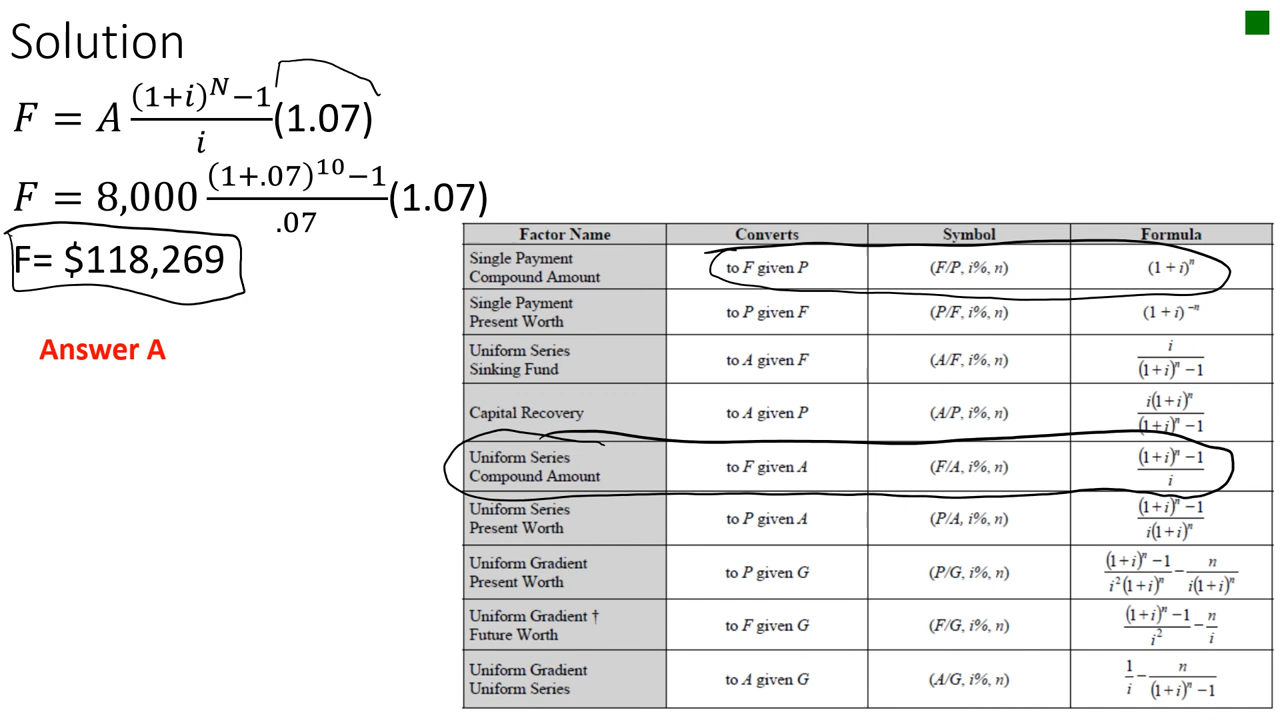 Solution
F = A ((1+i)^N −1)/i (1.07)
F = 8,000 ((1+.07)^10 −1)/.07 (1.07)
F= $118,269
Answer A
Factor Name Converts Symbol Formula
Single Payment
Compound Amount to F given P (F/P, i%, n) (1 + i)^n
Single Payment
Present Worth to P given F (P/F, i%, n) (1 + i)^−n
Uniform Series
Sinking Fund to A given F (A/F, i%, n) i/((1+i)^n −1)
Capital Recovery to A given P (A/P, i%, n) i(1+i)^n/((1+i)^n −1)
Uniform Series
Compound Amount to F given A (F/A, i%, n) ((1+i)^n −1)/i
Uniform Series
Present Worth to P given A (P/A, i%, n) ((1+i)^n −1)/(i(1+i)^n)
Uniform Gradient
Present Worth to P given G (P/G, i%, n) ((1+i)^n −1)/(i^2(1+i)^n) − n/(i(1+i)^n)
Uniform Gradient †
Future Worth to F given G (F/G, i%, n) ((1+i)^n −1)/i^2 − n/i
Uniform Gradient
Uniform Series to A given G (A/G, i%, n) 1/i − n/((1+i)^n −1)